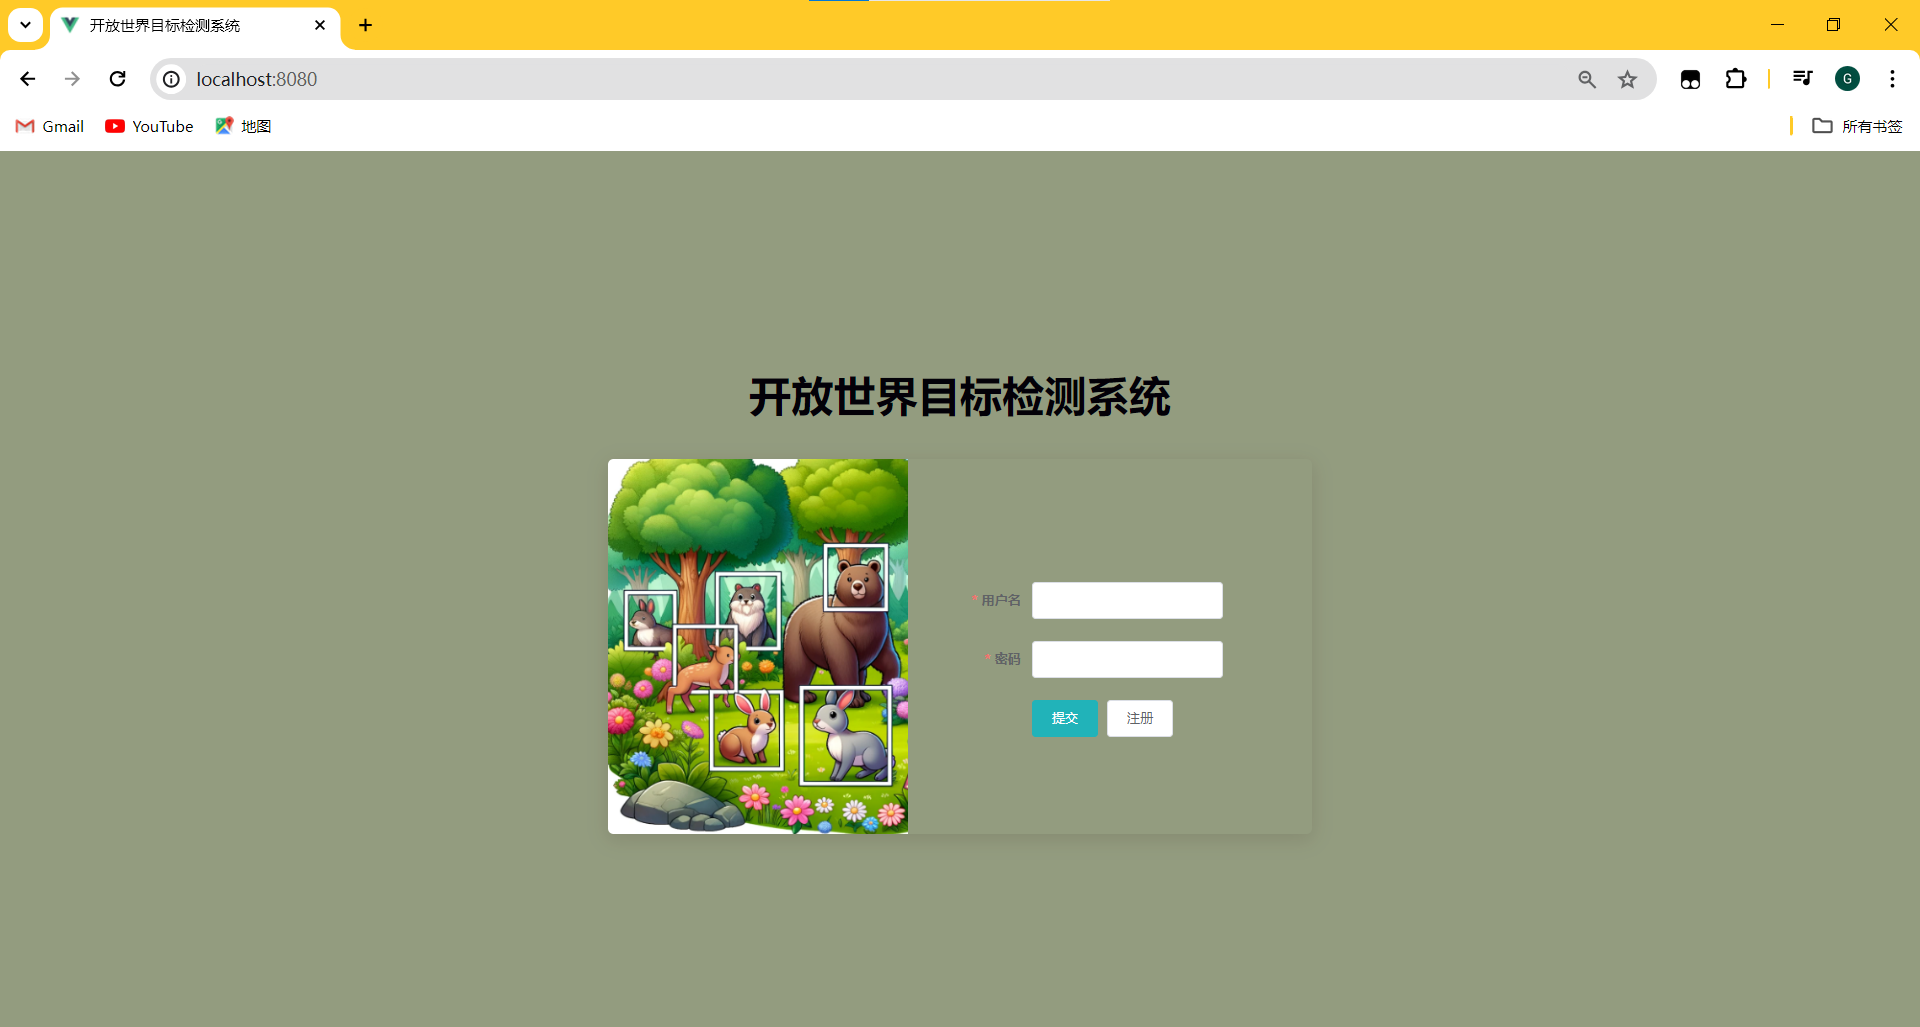 开放世界目标检测系统
localhost:8080
G
Gmail YouTube 地图 所有书签
开放世界目标检测系统
* 用户名
* 密码
提交 注册